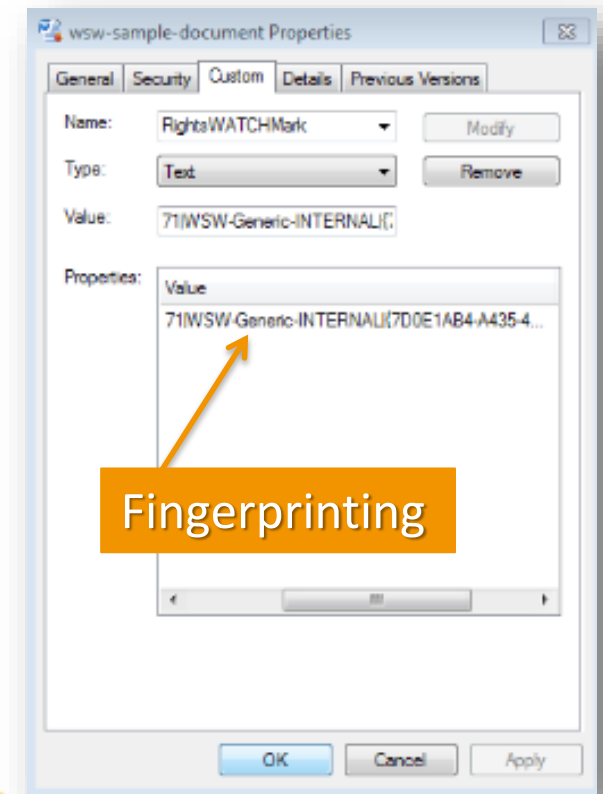 wsw-sample-document Properties
General Security Custom Details Previous Versions
Name: RightsWATCHMark Modify
Type: Text Remove
Value: 71|WSW-Generic-INTERNAL|{
Properties: Value
71|WSW-Generic-INTERNAL|{7D0E1AB4-A435-4...
Fingerprinting
OK Cancel Apply